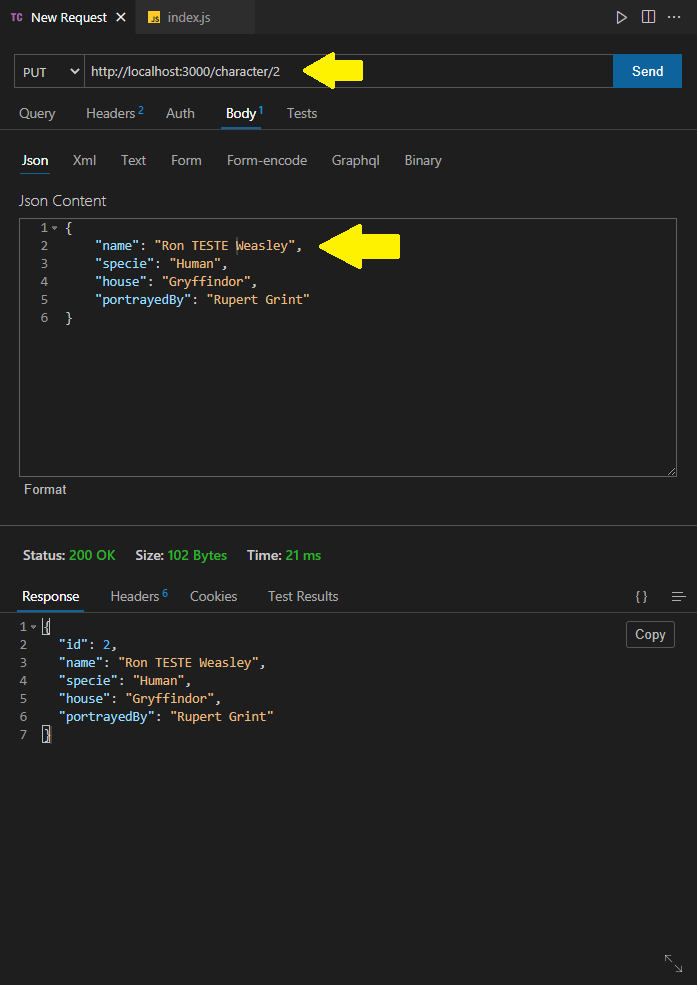 TC New Request × JS index.js
PUT http://localhost:3000/character/2 Send
Query Headers 2 Auth Body 1 Tests
Json Xml Text Form Form-encode Graphql Binary
Json Content
1 {
2 "name": "Ron TESTE Weasley",
3 "specie": "Human",
4 "house": "Gryffindor",
5 "portrayedBy": "Rupert Grint"
6 }
Format
Status: 200 OK Size: 102 Bytes Time: 21 ms
Response Headers 6 Cookies Test Results { }
Copy
1 {
2 "id": 2,
3 "name": "Ron TESTE Weasley",
4 "specie": "Human",
5 "house": "Gryffindor",
6 "portrayedBy": "Rupert Grint"
7 }